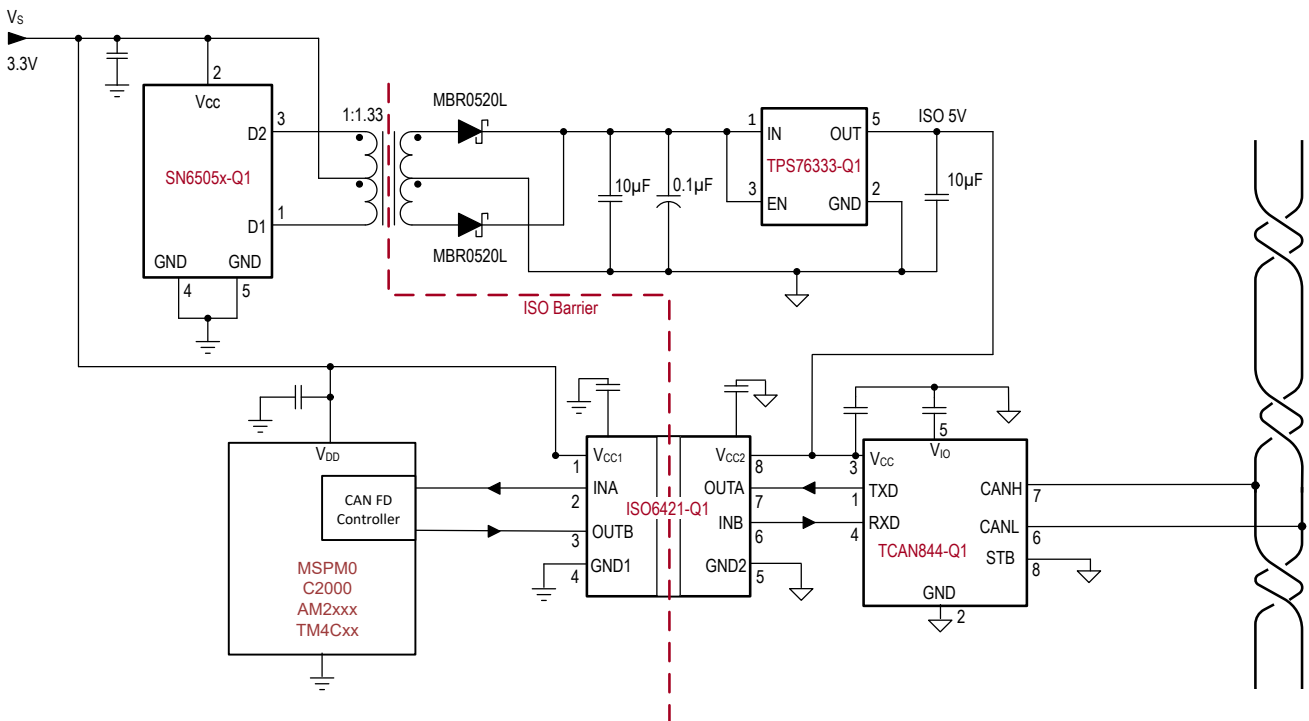 VS
3.3V
2
Vcc
D2
3
SN6505x-Q1
D1
1
GND
GND
4
5
1:1.33
MBR0520L
MBR0520L
10µF
0.1µF
1
IN
OUT
5
TPS76333-Q1
3
EN
GND
2
ISO 5V
10µF
ISO Barrier
VDD
CAN FD
Controller
MSPM0
C2000
AM2xxx
TM4Cxx
VCC1
1
INA
2
OUTB
3
GND1
4
ISO6421-Q1
VCC2
8
OUTA
7
INB
6
GND2
5
5
VIO
3
VCC
1
TXD
4
RXD
TCAN844-Q1
CANH
7
CANL
6
STB
8
GND
2